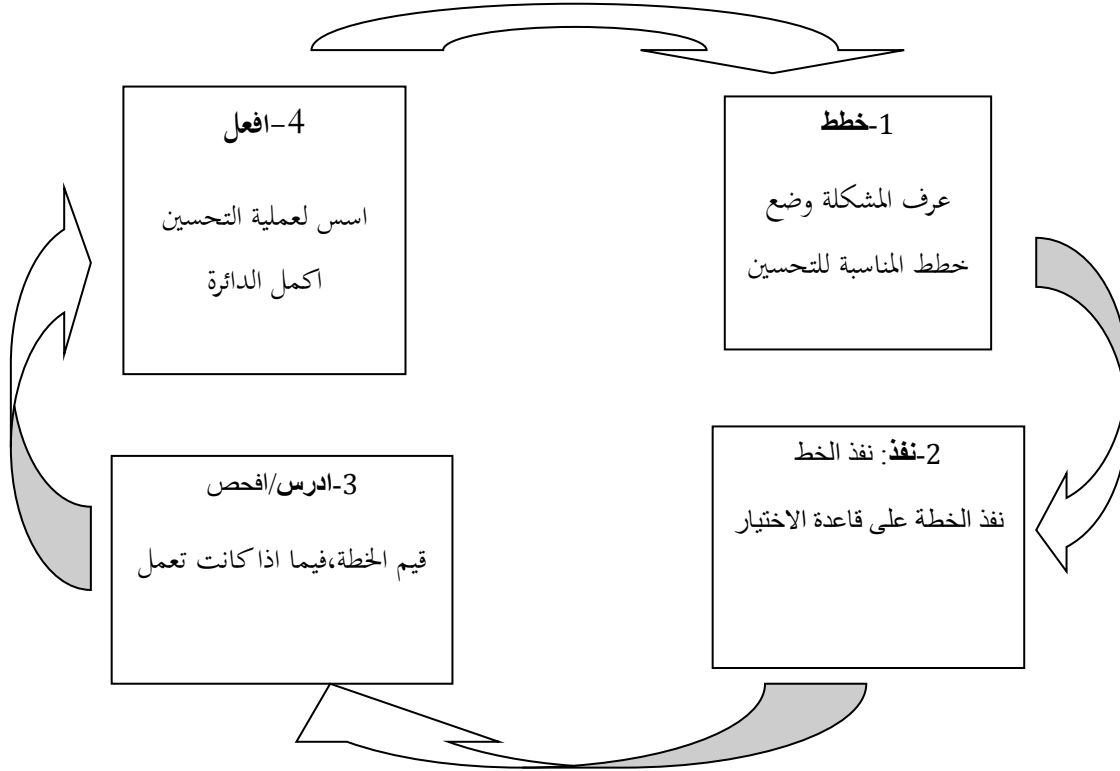 1-خطط
عرف المشكلة وضع
خطط المناسبة للتحسين
2-نفذ: نفذ الخط
نفذ الخطة على قاعدة الاختيار
3-ادرس/افحص
قيم الخطة،فيما اذا كانت تعمل
4-افعل
اسس لعملية التحسين
اكمل الدائرة